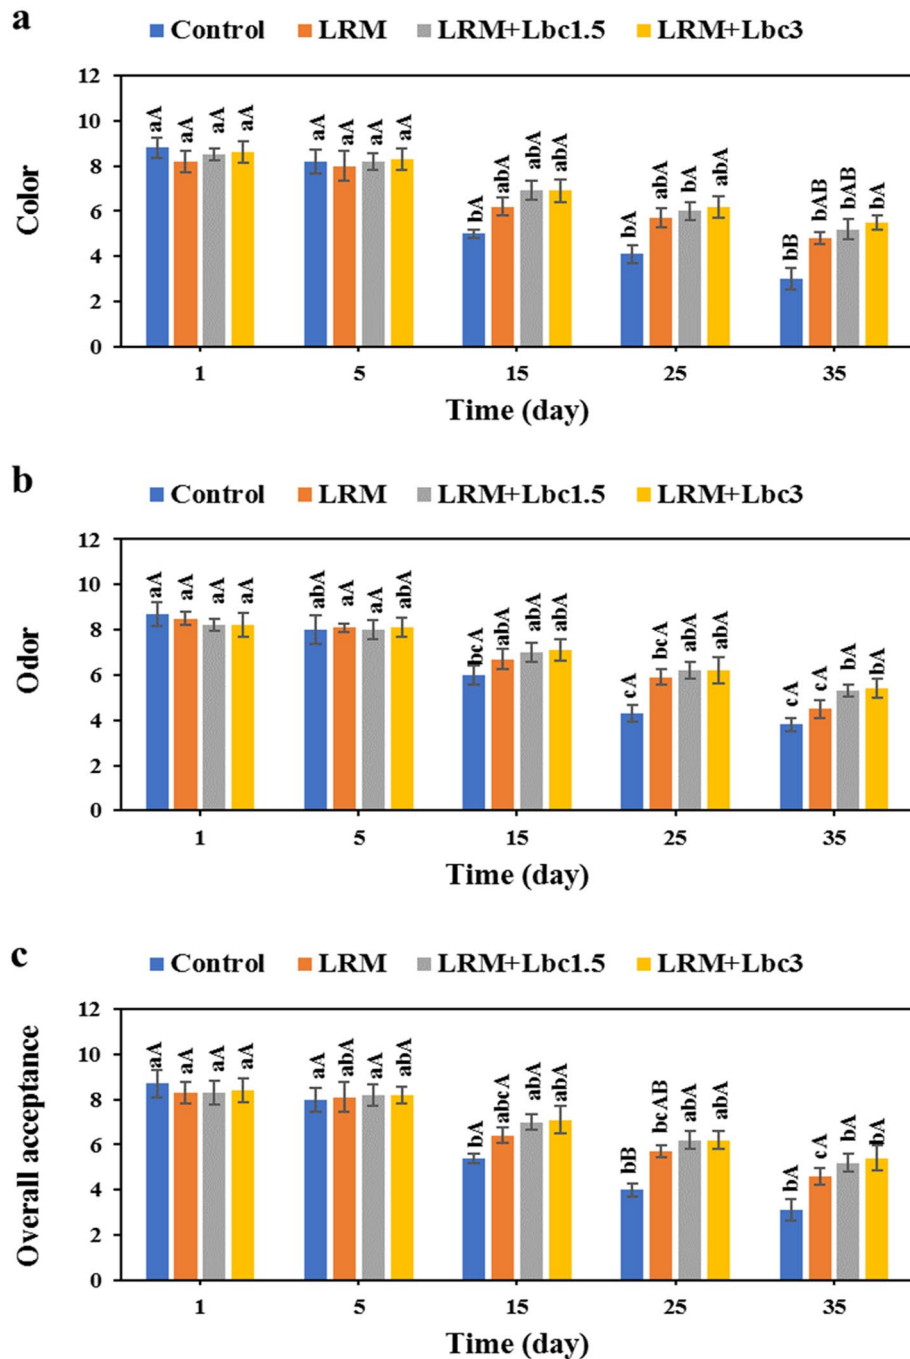 a
Control LRM LRM+Lbc1.5 LRM+Lbc3
12
10
8
6
4
2
0
Color
aA aA aA aA aA aA aA aA bA abA abA abA bA abA bA abA bB bAB bAB bA
1 5 15 25 35
Time (day)
b
Control LRM LRM+Lbc1.5 LRM+Lbc3
12
10
8
6
4
2
0
Odor
aA aA aA aA abA aA aA abA bcA abA abA abA cA bcA abA abA cA cA bA bA
1 5 15 25 35
Time (day)
c
Control LRM LRM+Lbc1.5 LRM+Lbc3
12
10
8
6
4
2
0
Overall acceptance
aA aA aA aA aA abA aA abA bA abcA abA abA bB bcAB abA abA bA cA bA bA
1 5 15 25 35
Time (day)